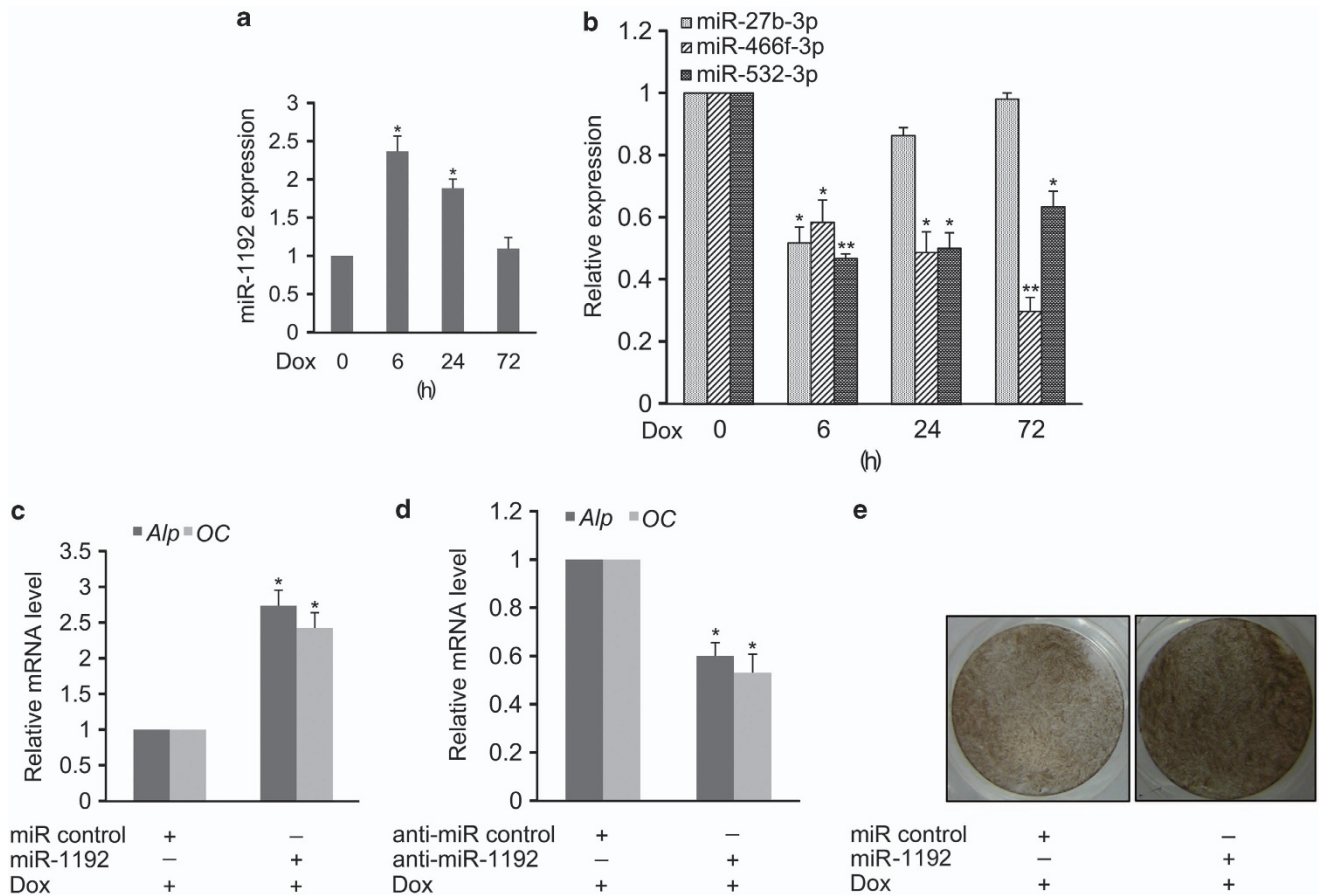 a
miR-1192 expression
3
2.5
2
1.5
1
0.5
0
*
*
Dox 0 6 24 72
(h)
b
miR-27b-3p
miR-466f-3p
miR-532-3p
Relative expression
1.2
1
0.8
0.6
0.4
0.2
0
* * **
* *
** *
Dox 0 6 24 72
(h)
c
Alp OC
Relative mRNA level
3.5
3
2.5
2
1.5
1
0.5
0
* *
miR control + –
miR-1192 – +
Dox + +
d
Alp OC
Relative mRNA level
1.2
1
0.8
0.6
0.4
0.2
0
* *
anti-miR control + –
anti-miR-1192 – +
Dox + +
e
miR control + –
miR-1192 – +
Dox + +